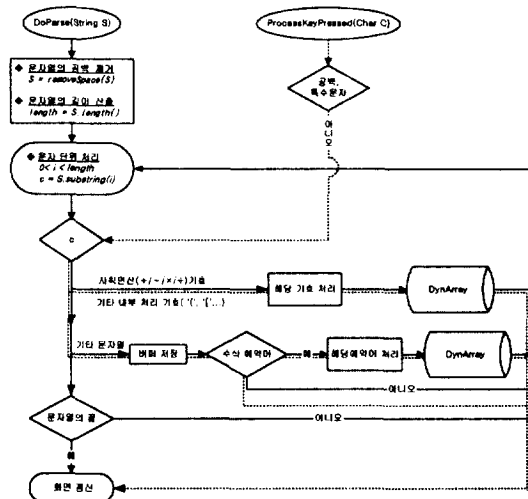 DoParse(String S)
ProcessKeyPressed(Char C)
◆ 문자열의 공백 제거
S = removeSpace(S)
◆ 문자열의 길이 산출
length = S.length()
공백,
특수문자
아니오
◆ 문자 단위 처리
0< i < length
c = S.substring(i)
c
사칙연산(+/-/×/÷)기호
해당 기호 처리
DynArray
기타 내부 처리 기호( '(', '['...)
기타 문자열
버퍼 저장
수식 예약어
예
해당예약어 처리
DynArray
아니오
문자열의 끝
아니오
예
화면 갱신